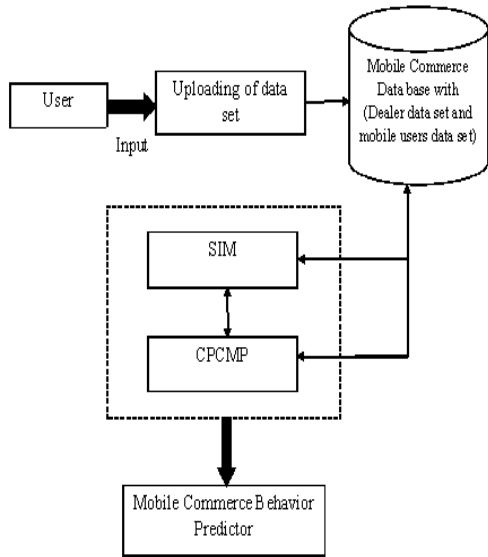 User
Input
Uploading of data
set
Mobile Commerce
Data base with
(Dealer data set and
mobile users data set)
SIM
CPCMP
Mobile Commerce Behavior
Predictor